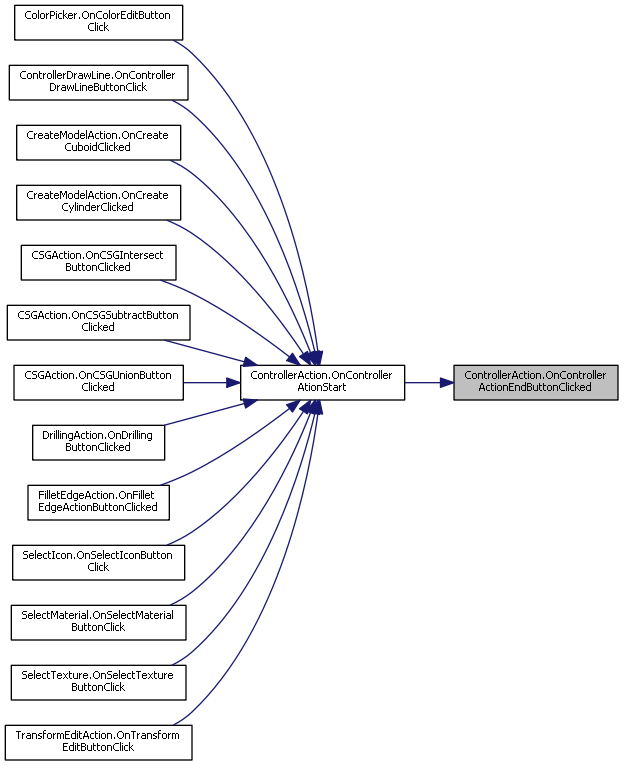 ColorPicker.OnColorEditButton
Click
ControllerDrawLine.OnController
DrawLineButtonClick
CreateModelAction.OnCreate
CuboidClicked
CreateModelAction.OnCreate
CylinderClicked
CSGAction.OnCSGIntersect
ButtonClicked
CSGAction.OnCSGSubtractButton
Clicked
CSGAction.OnCSGUnionButton
Clicked
DrillingAction.OnDrilling
ButtonClicked
FilletEdgeAction.OnFillet
EdgeActionButtonClicked
SelectIcon.OnSelectIconButton
Click
SelectMaterial.OnSelectMaterial
ButtonClick
SelectTexture.OnSelectTexture
ButtonClick
TransformEditAction.OnTransform
EditButtonClick
ControllerAction.OnController
AtionStart
ControllerAction.OnController
ActionEndButtonClicked